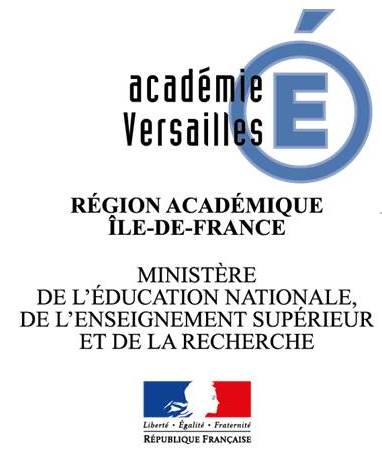 académie
Versailles
É
RÉGION ACADÉMIQUE
ÎLE-DE-FRANCE
MINISTÈRE
DE L'ÉDUCATION NATIONALE,
DE L'ENSEIGNEMENT SUPÉRIEUR
ET DE LA RECHERCHE
Liberté • Égalité • Fraternité
RÉPUBLIQUE FRANÇAISE